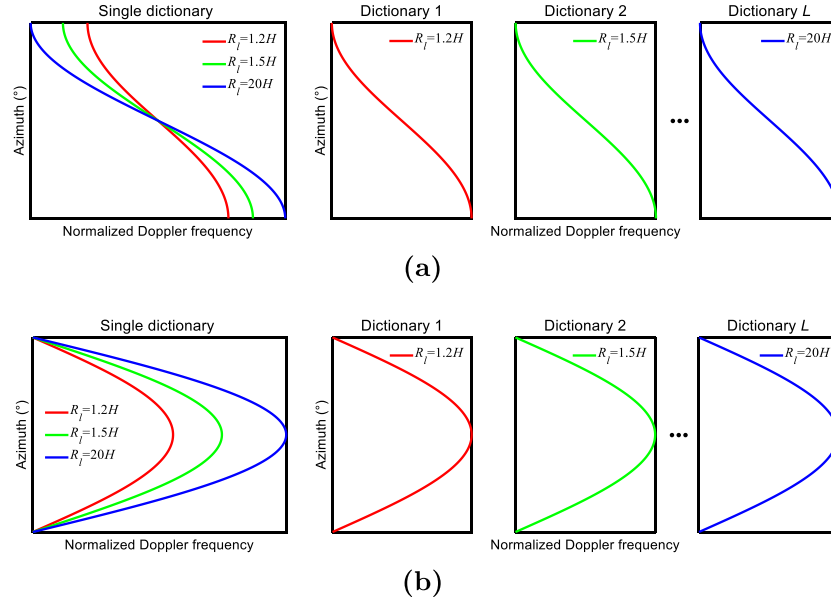 Single dictionary
Dictionary 1
Dictionary 2
Dictionary L
R_l=1.2H
R_l=1.5H
R_l=20H
R_l=1.2H
R_l=1.5H
R_l=20H
Azimuth (°)
Azimuth (°)
•••
Normalized Doppler frequency
Normalized Doppler frequency
(a)
Single dictionary
Dictionary 1
Dictionary 2
Dictionary L
R_l=1.2H
R_l=1.5H
R_l=20H
R_l=1.2H
R_l=1.5H
R_l=20H
Azimuth (°)
Azimuth (°)
•••
Normalized Doppler frequency
Normalized Doppler frequency
(b)